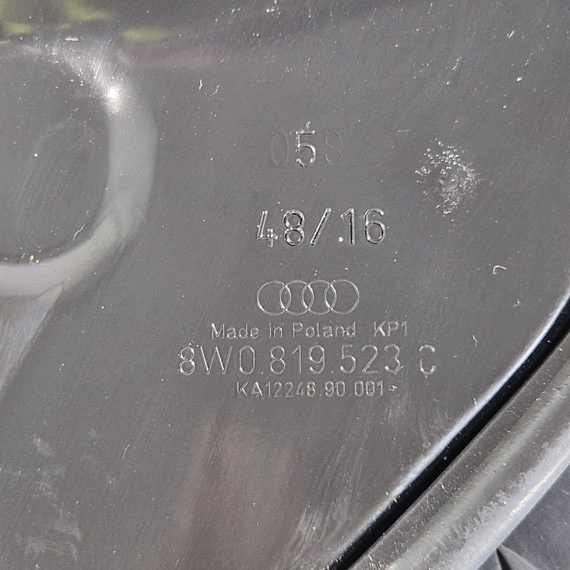 05S
48/.16
Made in Poland KP1
8W0.819.523 C
KA12248.90.001